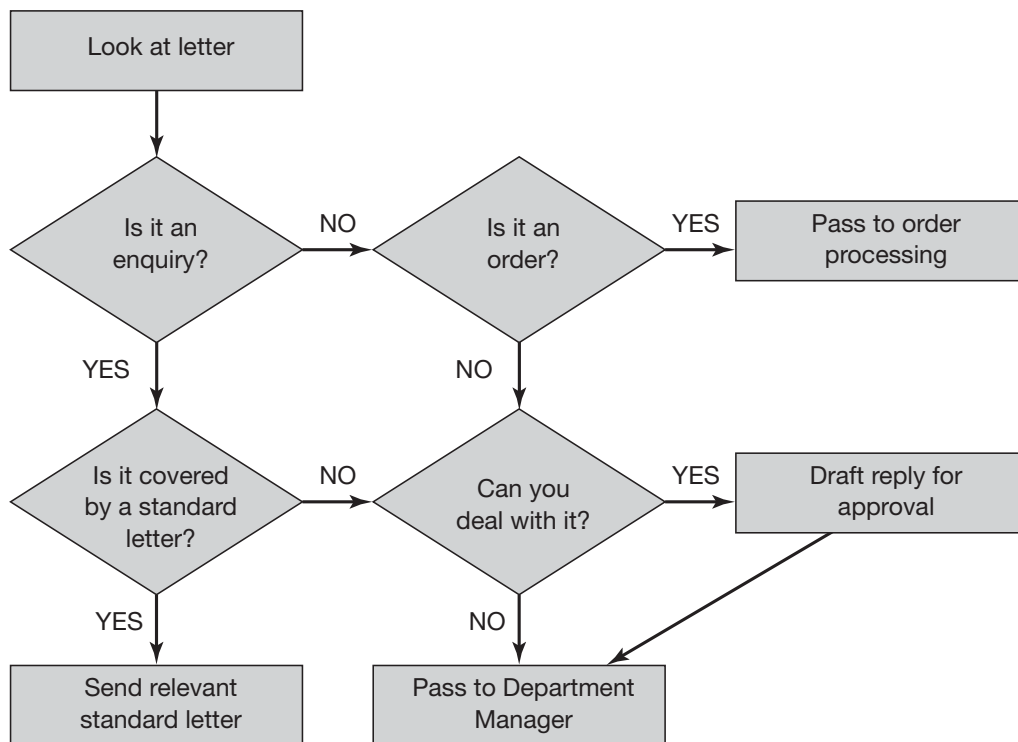 Look at letter
Is it an
enquiry?
NO
Is it an
order?
YES
Pass to order
processing
YES
NO
Is it covered
by a standard
letter?
NO
Can you
deal with it?
YES
Draft reply for
approval
YES
NO
Send relevant
standard letter
Pass to Department
Manager